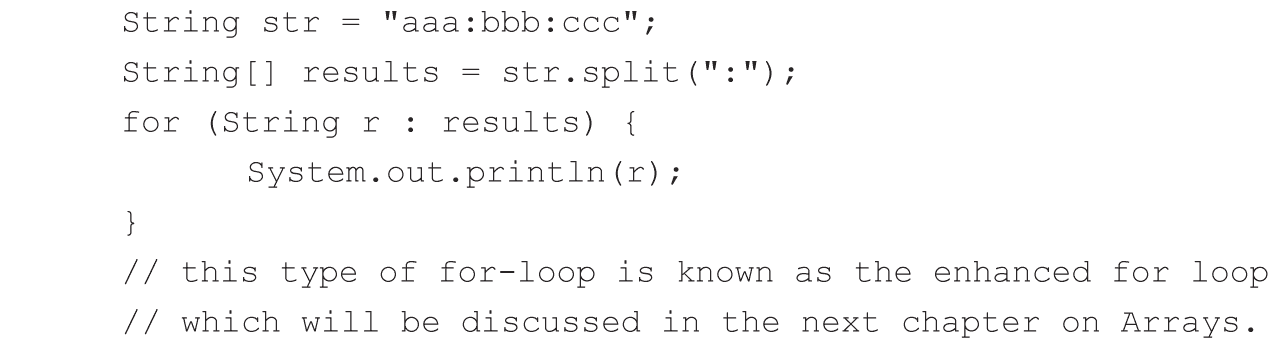 String str = "aaa:bbb:ccc";
String[] results = str.split(":");
for (String r : results) {
System.out.println(r);
}
// this type of for-loop is known as the enhanced for loop
// which will be discussed in the next chapter on Arrays.